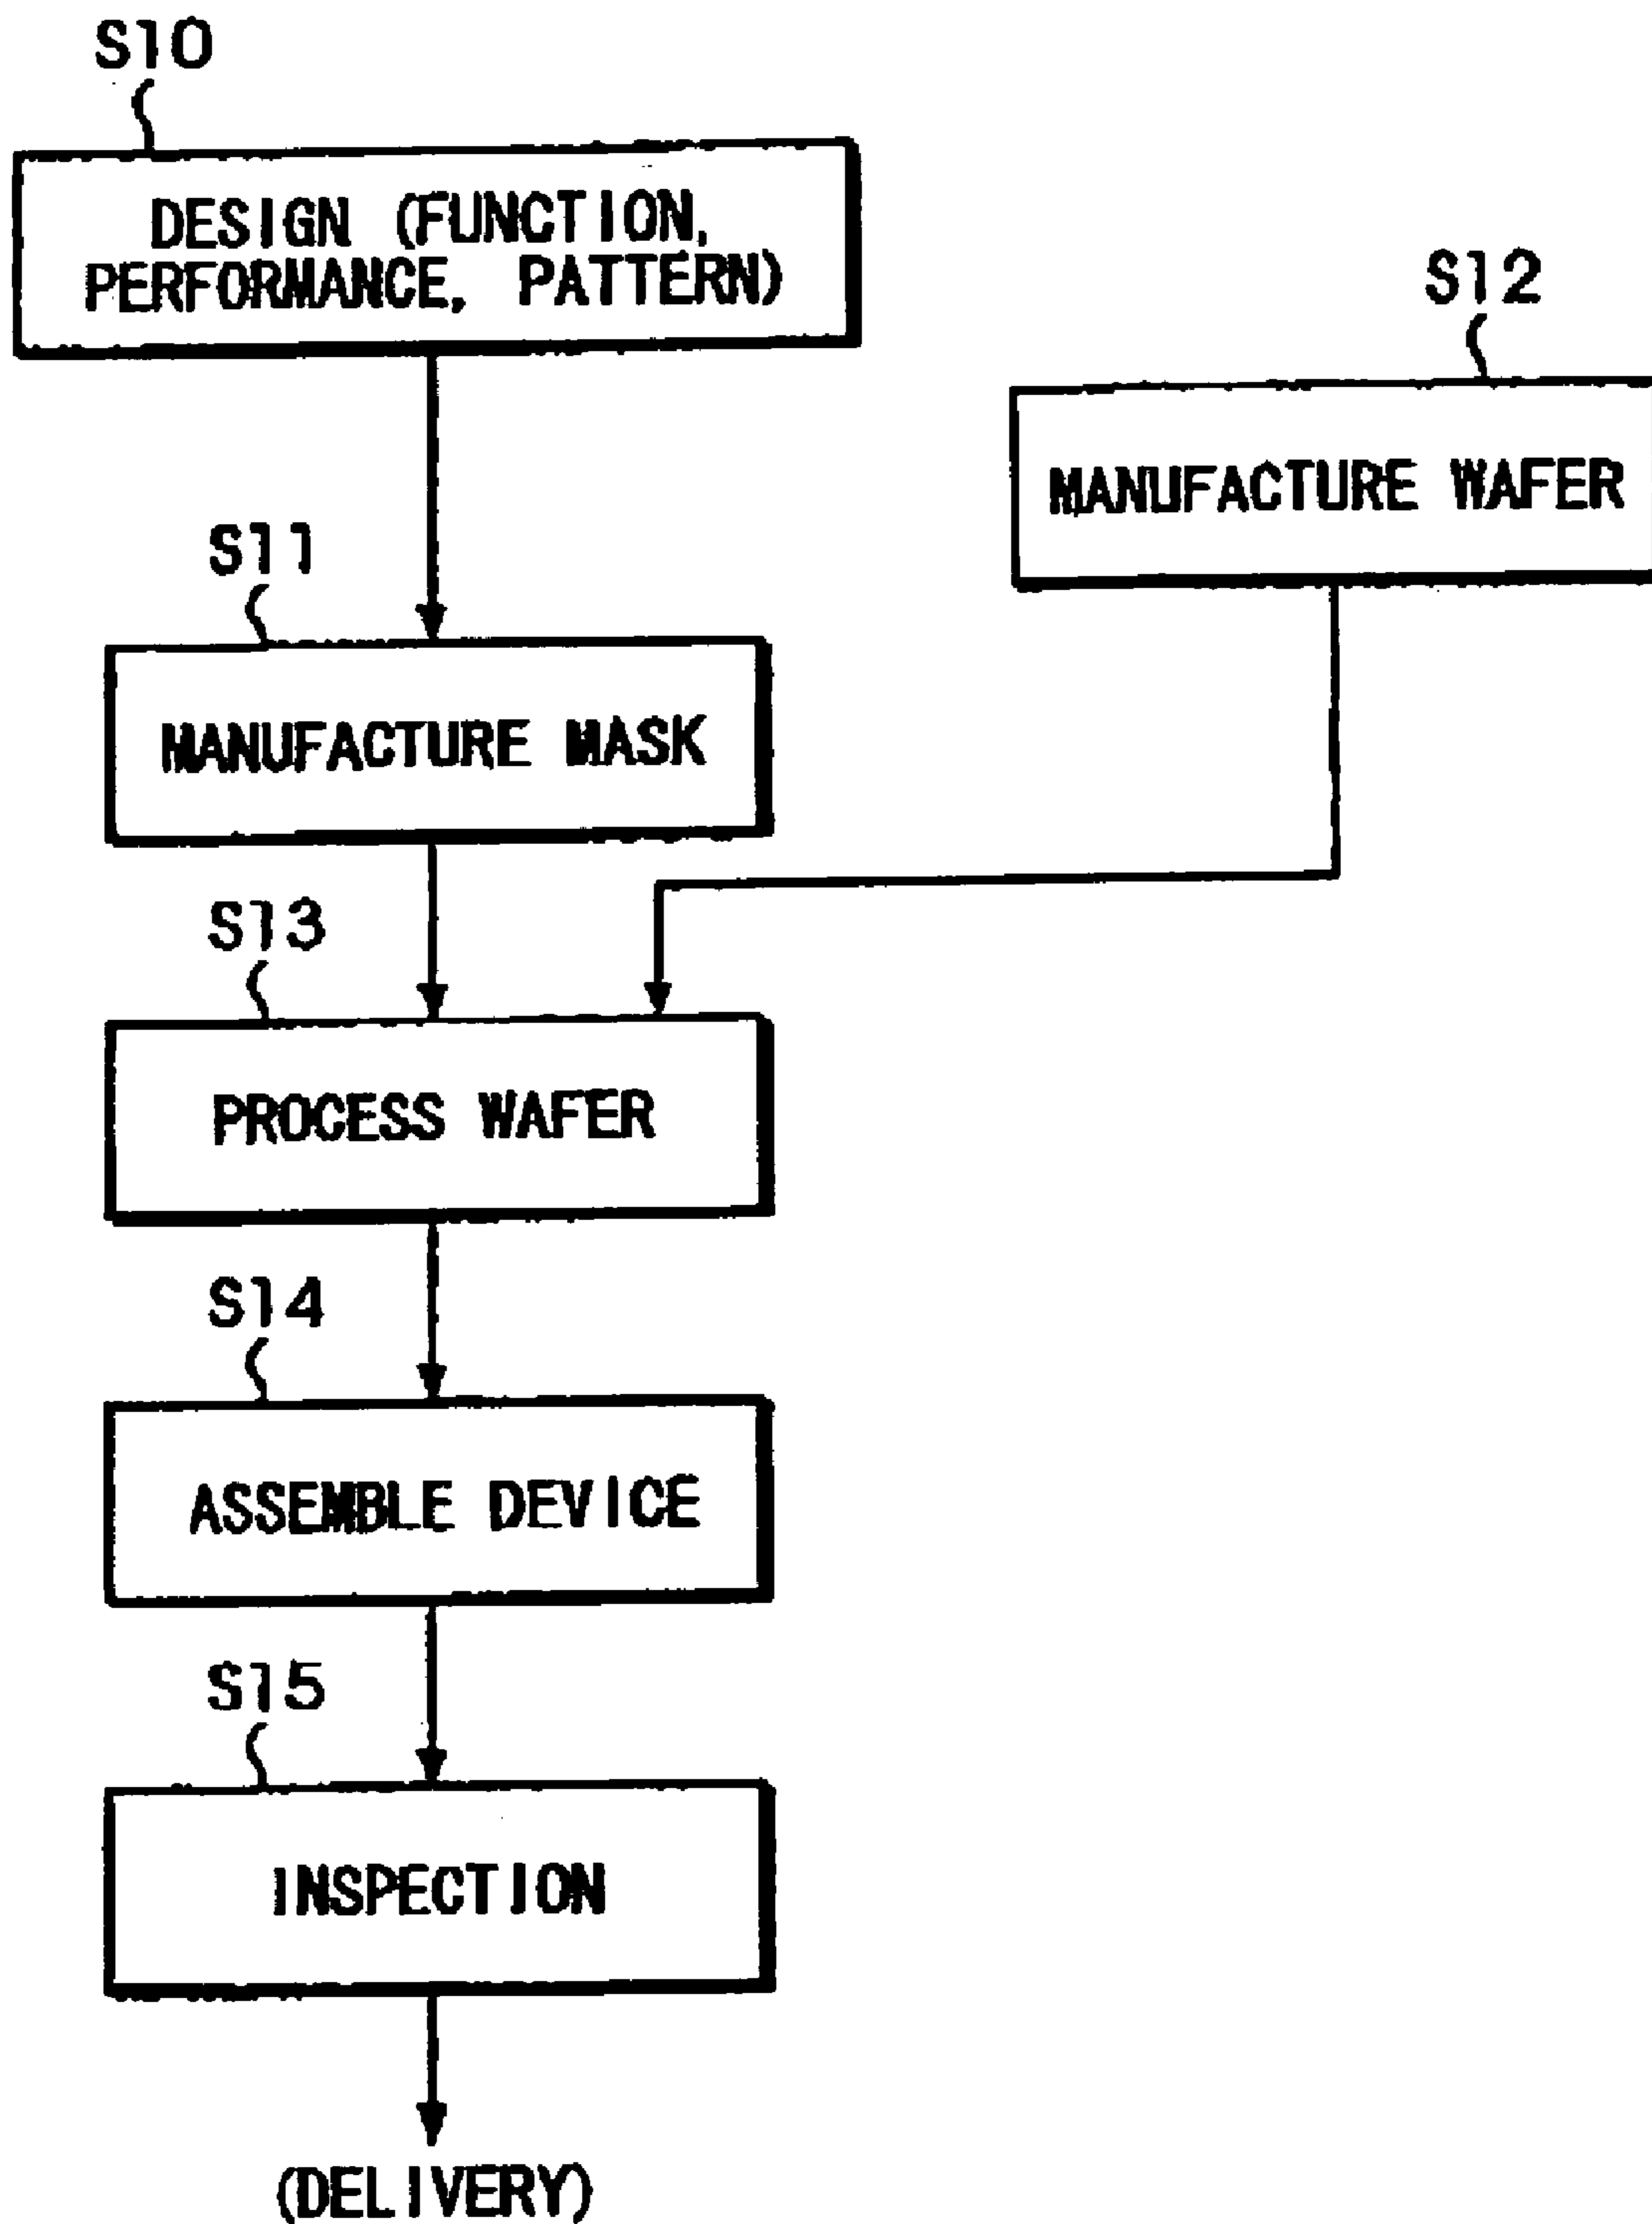 S10
DESIGN (FUNCTION,
PERFORMANCE, PATTERN)
S12
MANUFACTURE WAFER
S11
MANUFACTURE MASK
S13
PROCESS WAFER
S14
ASSEMBLE DEVICE
S15
INSPECTION
(DELIVERY)